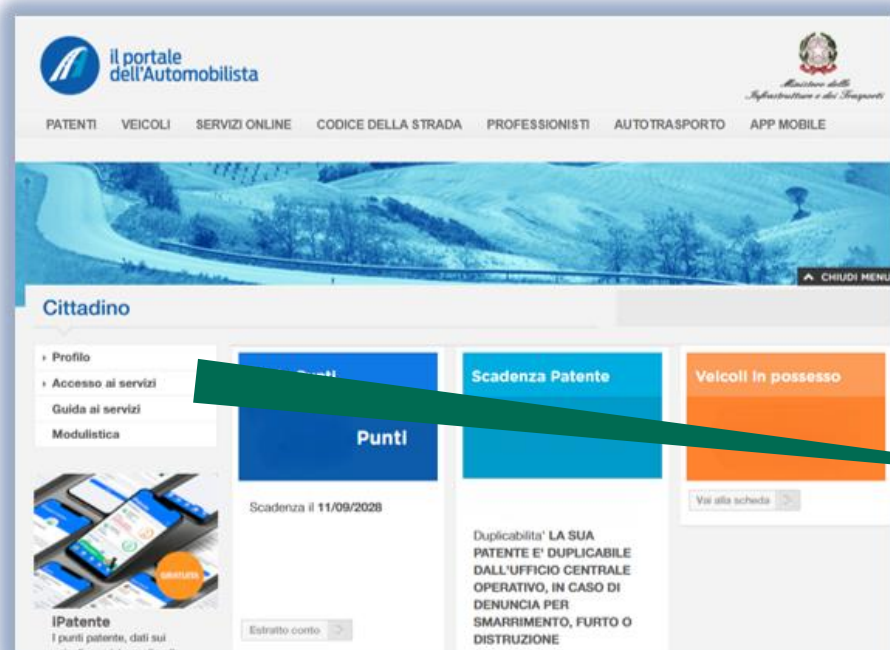 il portale
dell'Automobilista
Ministero delle
Infrastrutture e dei Trasporti
PATENTI VEICOLI SERVIZI ONLINE CODICE DELLA STRADA PROFESSIONISTI AUTOTRASPORTO APP MOBILE
CHIUDI MENU
Cittadino
Profilo
Accesso ai servizi
Guida ai servizi
Modulistica
Punti
Punti
Scadenza il 11/09/2028
Estratto conto
Scadenza Patente
Duplicabilita' LA SUA
PATENTE E' DUPLICABILE
DALL'UFFICIO CENTRALE
OPERATIVO, IN CASO DI
DENUNCIA PER
SMARRIMENTO, FURTO O
DISTRUZIONE
Veicoli in possesso
Vai alla scheda
GRATUITA
iPatente
I punti patente, dati sui